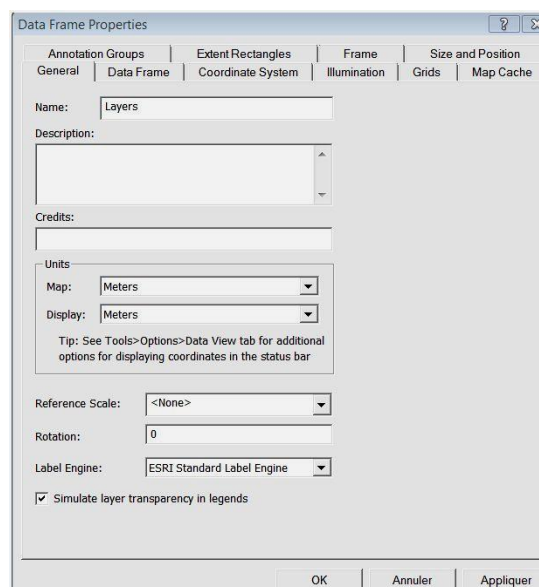 Data Frame Properties
Annotation Groups Extent Rectangles Frame Size and Position
General Data Frame Coordinate System Illumination Grids Map Cache
Name: Layers
Description:
Credits:
Units
Map: Meters
Display: Meters
Tip: See Tools>Options>Data View tab for additional
options for displaying coordinates in the status bar
Reference Scale: <None>
Rotation: 0
Label Engine: ESRI Standard Label Engine
Simulate layer transparency in legends
OK Annuler Appliquer